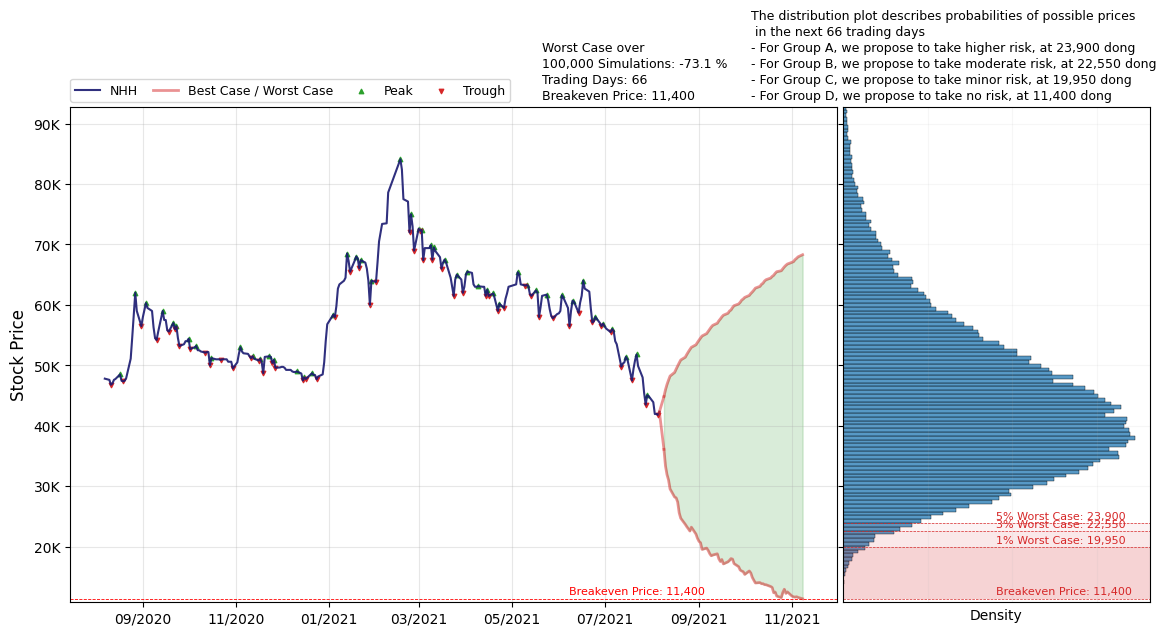 The distribution plot describes probabilities of possible prices
in the next 66 trading days
- For Group A, we propose to take higher risk, at 23,900 dong
- For Group B, we propose to take moderate risk, at 22,550 dong
- For Group C, we propose to take minor risk, at 19,950 dong
- For Group D, we propose to take no risk, at 11,400 dong
Worst Case over
100,000 Simulations: -73.1 %
Trading Days: 66
Breakeven Price: 11,400
NHH
Best Case / Worst Case
Peak
Trough
Stock Price
90K
80K
70K
60K
50K
40K
30K
20K
Breakeven Price: 11,400
09/2020
11/2020
01/2021
03/2021
05/2021
07/2021
09/2021
11/2021
5% Worst Case: 23,900
3% Worst Case: 22,550
1% Worst Case: 19,950
Breakeven Price: 11,400
Density